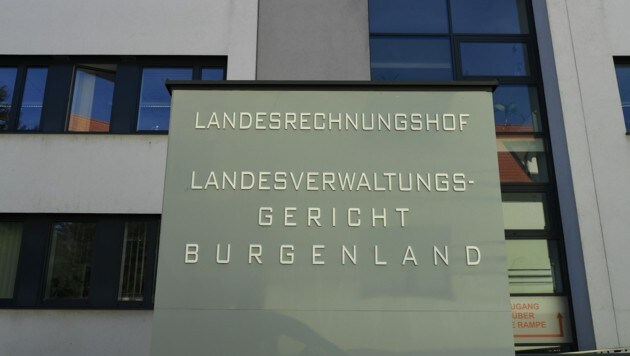 LANDESRECHNUNGSHOF
LANDESVERWALTUNGS-
GERICHT
BURGENLAND
ÜBER
RAMPE